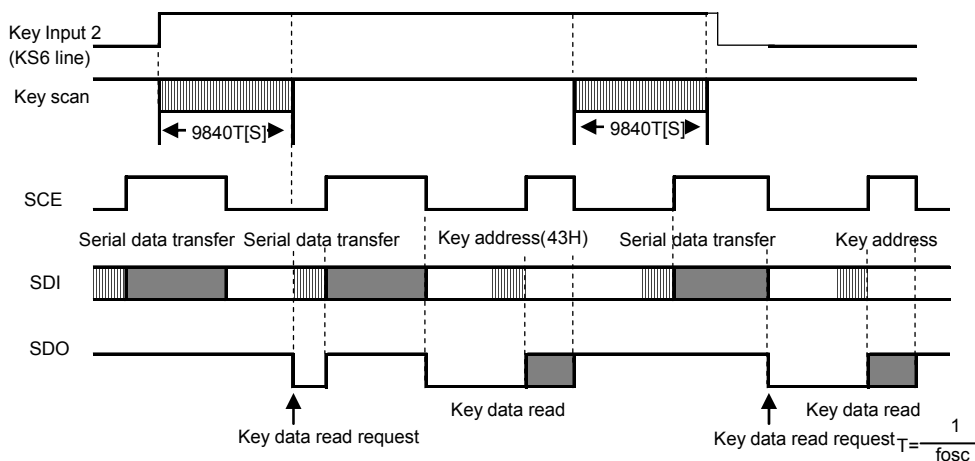 Key Input 2
(KS6 line)
Key scan
9840T[S]
9840T[S]
SCE
Serial data transfer
Serial data transfer
Key address(43H)
Serial data transfer
Key address
SDI
SDO
Key data read
Key data read
Key data read request
Key data read request
T= 1
fosc